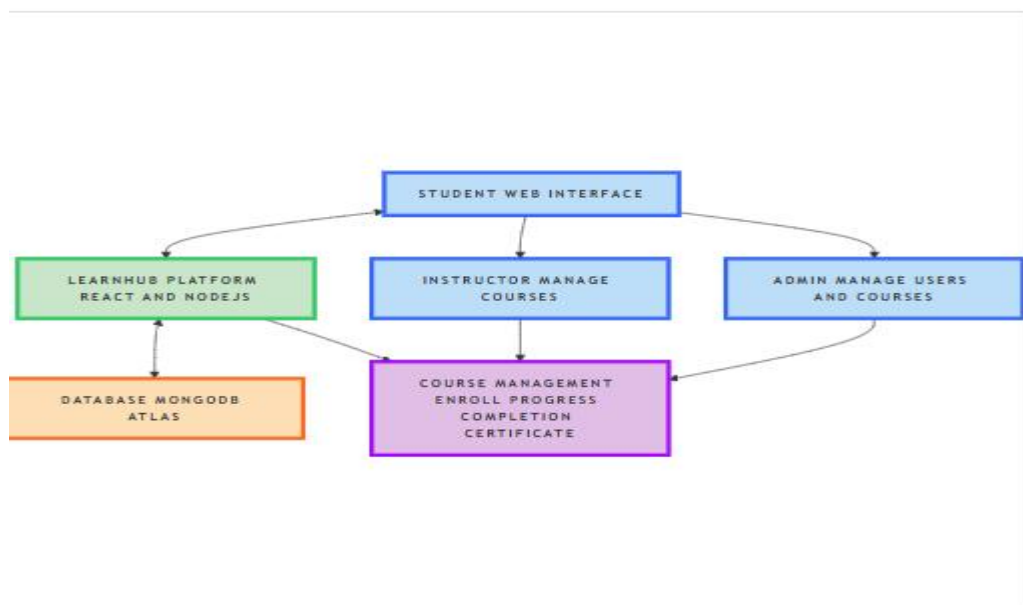 STUDENT WEB INTERFACE
LEARNHUB PLATFORM
REACT AND NODEJS
INSTRUCTOR MANAGE
COURSES
ADMIN MANAGE USERS
AND COURSES
DATABASE MONGODB
ATLAS
COURSE MANAGEMENT
ENROLL PROGRESS
COMPLETION
CERTIFICATE